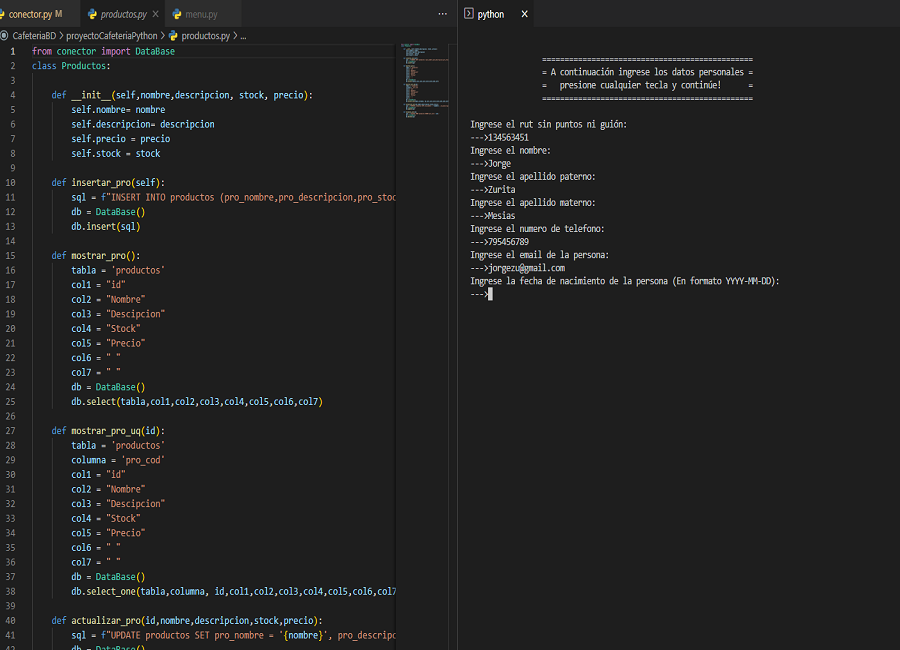 conector.py M
productos.py
menu.py
...
CafeteriaBD > proyectoCafeteriaPython > productos.py > ...
1 from conector import DataBase
2 class Productos:
3
4 def __init__(self,nombre,descripcion, stock, precio):
5 self.nombre= nombre
6 self.descripcion= descripcion
7 self.precio = precio
8 self.stock = stock
9
10 def insertar_pro(self):
11 sql = f"INSERT INTO productos (pro_nombre,pro_descripcion,pro_stoc
12 db = DataBase()
13 db.insert(sql)
14
15 def mostrar_pro():
16 tabla = 'productos'
17 col1 = "id"
18 col2 = "Nombre"
19 col3 = "Descipcion"
20 col4 = "Stock"
21 col5 = "Precio"
22 col6 = " "
23 col7 = " "
24 db = DataBase()
25 db.select(tabla,col1,col2,col3,col4,col5,col6,col7)
26
27 def mostrar_pro_uq(id):
28 tabla = 'productos'
29 columna = 'pro_cod'
30 col1 = "id"
31 col2 = "Nombre"
32 col3 = "Descipcion"
33 col4 = "Stock"
34 col5 = "Precio"
35 col6 = " "
36 col7 = " "
37 db = DataBase()
38 db.select_one(tabla,columna, id,col1,col2,col3,col4,col5,col6,col7
39
40 def actualizar_pro(id,nombre,descripcion,stock,precio):
41 sql = f"UPDATE productos SET pro_nombre = '{nombre}', pro_descripc
42 db = DataBase()
python
===============================================
= A continuación ingrese los datos personales =
= presione cualquier tecla y continúe! =
===============================================
Ingrese el rut sin puntos ni guión:
--->134563451
Ingrese el nombre:
--->Jorge
Ingrese el apellido paterno:
--->Zurita
Ingrese el apellido materno:
--->Mesias
Ingrese el numero de telefono:
--->795456789
Ingrese el email de la persona:
--->jorgezu@gmail.com
Ingrese la fecha de nacimiento de la persona (En formato YYYY-MM-DD):
--->